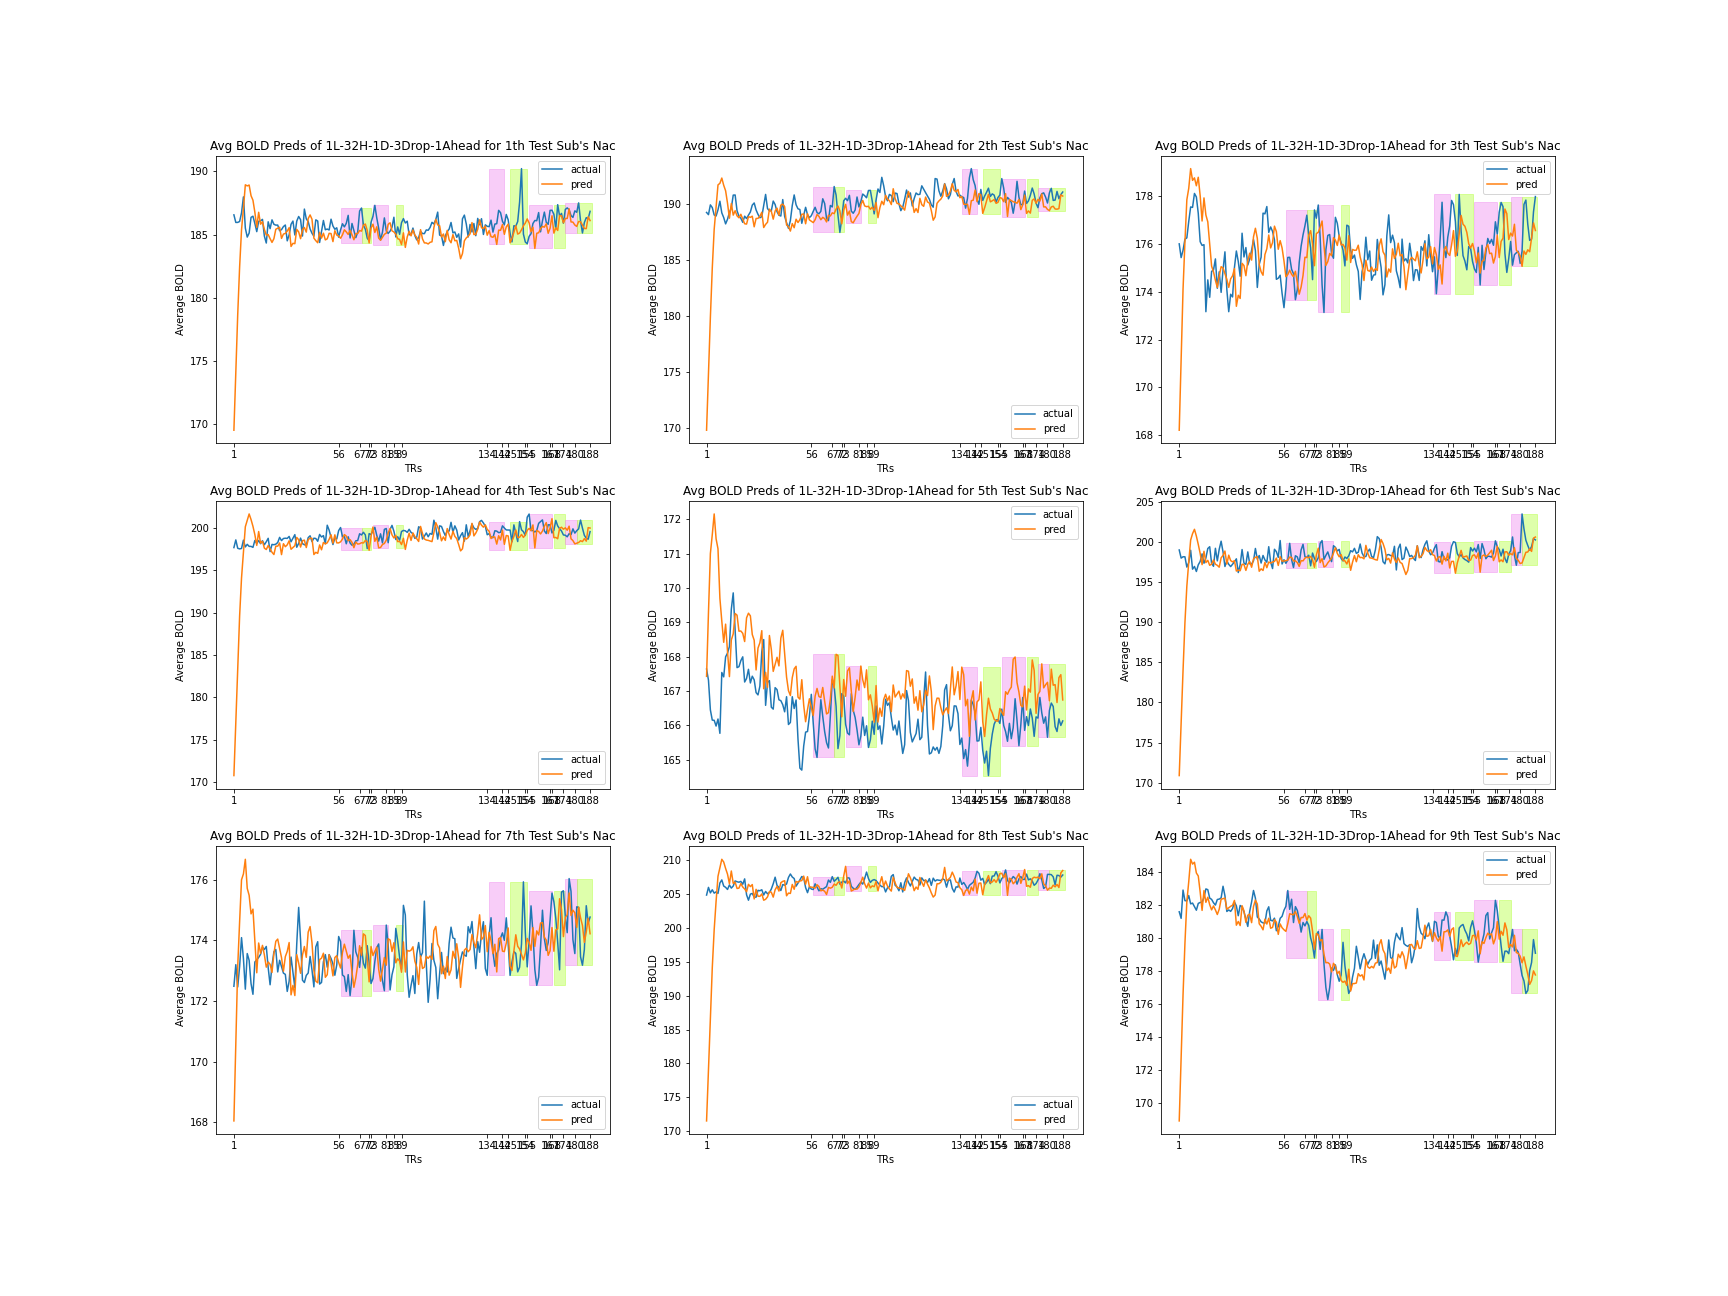 Avg BOLD Preds of 1L-32H-1D-3Drop-1Ahead for 1th Test Sub's Nac
190
185
180
175
170
Average BOLD
actual
pred
1 56 134 188
TRs
Avg BOLD Preds of 1L-32H-1D-3Drop-1Ahead for 2th Test Sub's Nac
190
185
180
175
170
Average BOLD
actual
pred
1 56 134 188
TRs
Avg BOLD Preds of 1L-32H-1D-3Drop-1Ahead for 3th Test Sub's Nac
178
176
174
172
170
168
Average BOLD
actual
pred
1 56 134 188
TRs
Avg BOLD Preds of 1L-32H-1D-3Drop-1Ahead for 4th Test Sub's Nac
200
195
190
185
180
175
170
Average BOLD
actual
pred
1 56 134 188
TRs
Avg BOLD Preds of 1L-32H-1D-3Drop-1Ahead for 5th Test Sub's Nac
172
171
170
169
168
167
166
165
Average BOLD
actual
pred
1 56 134 188
TRs
Avg BOLD Preds of 1L-32H-1D-3Drop-1Ahead for 6th Test Sub's Nac
205
200
195
190
185
180
175
170
Average BOLD
actual
pred
1 56 134 188
TRs
Avg BOLD Preds of 1L-32H-1D-3Drop-1Ahead for 7th Test Sub's Nac
176
174
172
170
168
Average BOLD
actual
pred
1 56 134 188
TRs
Avg BOLD Preds of 1L-32H-1D-3Drop-1Ahead for 8th Test Sub's Nac
210
205
200
195
190
185
180
175
170
Average BOLD
actual
pred
1 56 134 188
TRs
Avg BOLD Preds of 1L-32H-1D-3Drop-1Ahead for 9th Test Sub's Nac
184
182
180
178
176
174
172
170
Average BOLD
actual
pred
1 56 134 188
TRs